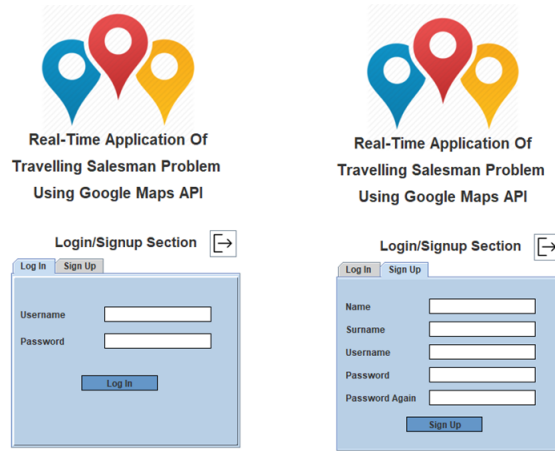 Real-Time Application Of
Travelling Salesman Problem
Using Google Maps API
Login/Signup Section
Log In Sign Up
Username
Password
Log In
Real-Time Application Of
Travelling Salesman Problem
Using Google Maps API
Login/Signup Section
Log In Sign Up
Name
Surname
Username
Password
Password Again
Sign Up